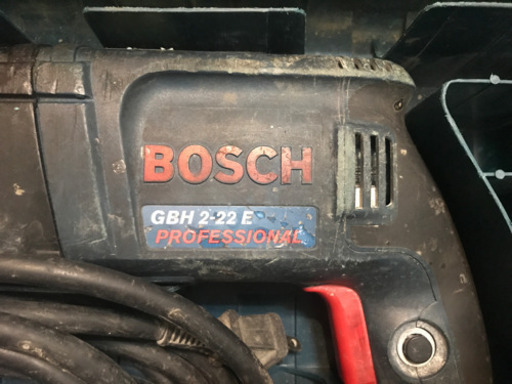 BOSCH
GBH 2-22 E
PROFESSIONAL